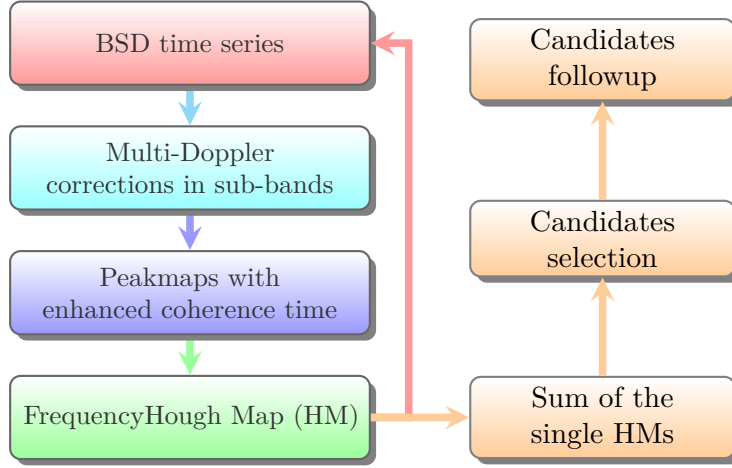 BSD time series
Multi-Doppler
corrections in sub-bands
Peakmaps with
enhanced coherence time
FrequencyHough Map (HM)
Sum of the
single HMs
Candidates
selection
Candidates
followup